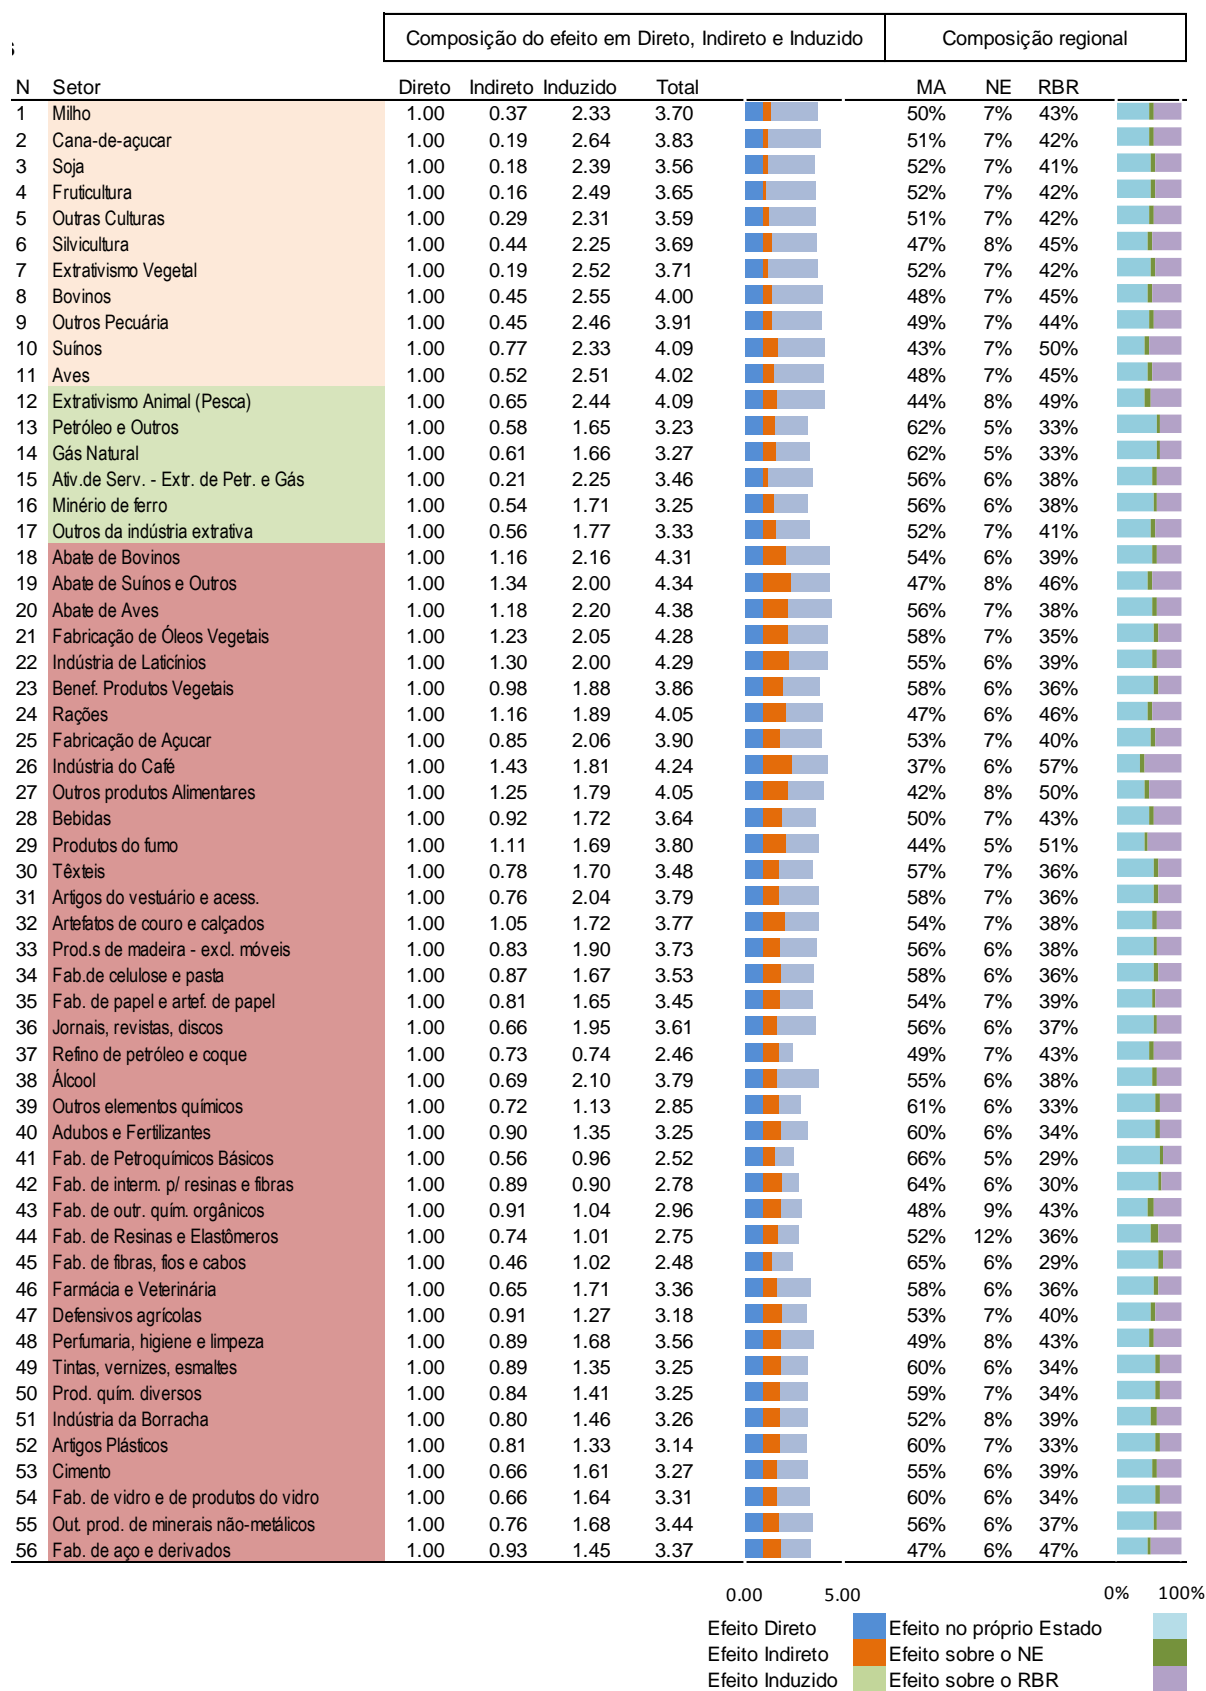 Composição do efeito em Direto, Indireto e Induzido Composição regional
s
N Setor Direto Indireto Induzido Total MA NE RBR
1 Milho 1.00 0.37 2.33 3.70 50% 7% 43%
2 Cana-de-açucar 1.00 0.19 2.64 3.83 51% 7% 42%
3 Soja 1.00 0.18 2.39 3.56 52% 7% 41%
4 Fruticultura 1.00 0.16 2.49 3.65 52% 7% 42%
5 Outras Culturas 1.00 0.29 2.31 3.59 51% 7% 42%
6 Silvicultura 1.00 0.44 2.25 3.69 47% 8% 45%
7 Extrativismo Vegetal 1.00 0.19 2.52 3.71 52% 7% 42%
8 Bovinos 1.00 0.45 2.55 4.00 48% 7% 45%
9 Outros Pecuária 1.00 0.45 2.46 3.91 49% 7% 44%
10 Suínos 1.00 0.77 2.33 4.09 43% 7% 50%
11 Aves 1.00 0.52 2.51 4.02 48% 7% 45%
12 Extrativismo Animal (Pesca) 1.00 0.65 2.44 4.09 44% 8% 49%
13 Petróleo e Outros 1.00 0.58 1.65 3.23 62% 5% 33%
14 Gás Natural 1.00 0.61 1.66 3.27 62% 5% 33%
15 Ativ.de Serv. - Extr. de Petr. e Gás 1.00 0.21 2.25 3.46 56% 6% 38%
16 Minério de ferro 1.00 0.54 1.71 3.25 56% 6% 38%
17 Outros da indústria extrativa 1.00 0.56 1.77 3.33 52% 7% 41%
18 Abate de Bovinos 1.00 1.16 2.16 4.31 54% 6% 39%
19 Abate de Suínos e Outros 1.00 1.34 2.00 4.34 47% 8% 46%
20 Abate de Aves 1.00 1.18 2.20 4.38 56% 7% 38%
21 Fabricação de Óleos Vegetais 1.00 1.23 2.05 4.28 58% 7% 35%
22 Indústria de Laticínios 1.00 1.30 2.00 4.29 55% 6% 39%
23 Benef. Produtos Vegetais 1.00 0.98 1.88 3.86 58% 6% 36%
24 Rações 1.00 1.16 1.89 4.05 47% 6% 46%
25 Fabricação de Açucar 1.00 0.85 2.06 3.90 53% 7% 40%
26 Indústria do Café 1.00 1.43 1.81 4.24 37% 6% 57%
27 Outros produtos Alimentares 1.00 1.25 1.79 4.05 42% 8% 50%
28 Bebidas 1.00 0.92 1.72 3.64 50% 7% 43%
29 Produtos do fumo 1.00 1.11 1.69 3.80 44% 5% 51%
30 Têxteis 1.00 0.78 1.70 3.48 57% 7% 36%
31 Artigos do vestuário e acess. 1.00 0.76 2.04 3.79 58% 7% 36%
32 Artefatos de couro e calçados 1.00 1.05 1.72 3.77 54% 7% 38%
33 Prod.s de madeira - excl. móveis 1.00 0.83 1.90 3.73 56% 6% 38%
34 Fab.de celulose e pasta 1.00 0.87 1.67 3.53 58% 6% 36%
35 Fab. de papel e artef. de papel 1.00 0.81 1.65 3.45 54% 7% 39%
36 Jornais, revistas, discos 1.00 0.66 1.95 3.61 56% 6% 37%
37 Refino de petróleo e coque 1.00 0.73 0.74 2.46 49% 7% 43%
38 Álcool 1.00 0.69 2.10 3.79 55% 6% 38%
39 Outros elementos químicos 1.00 0.72 1.13 2.85 61% 6% 33%
40 Adubos e Fertilizantes 1.00 0.90 1.35 3.25 60% 6% 34%
41 Fab. de Petroquímicos Básicos 1.00 0.56 0.96 2.52 66% 5% 29%
42 Fab. de interm. p/ resinas e fibras 1.00 0.89 0.90 2.78 64% 6% 30%
43 Fab. de outr. quím. orgânicos 1.00 0.91 1.04 2.96 48% 9% 43%
44 Fab. de Resinas e Elastômeros 1.00 0.74 1.01 2.75 52% 12% 36%
45 Fab. de fibras, fios e cabos 1.00 0.46 1.02 2.48 65% 6% 29%
46 Farmácia e Veterinária 1.00 0.65 1.71 3.36 58% 6% 36%
47 Defensivos agrícolas 1.00 0.91 1.27 3.18 53% 7% 40%
48 Perfumaria, higiene e limpeza 1.00 0.89 1.68 3.56 49% 8% 43%
49 Tintas, vernizes, esmaltes 1.00 0.89 1.35 3.25 60% 6% 34%
50 Prod. quím. diversos 1.00 0.84 1.41 3.25 59% 7% 34%
51 Indústria da Borracha 1.00 0.80 1.46 3.26 52% 8% 39%
52 Artigos Plásticos 1.00 0.81 1.33 3.14 60% 7% 33%
53 Cimento 1.00 0.66 1.61 3.27 55% 6% 39%
54 Fab. de vidro e de produtos do vidro 1.00 0.66 1.64 3.31 60% 6% 34%
55 Out. prod. de minerais não-metálicos 1.00 0.76 1.68 3.44 56% 6% 37%
56 Fab. de aço e derivados 1.00 0.93 1.45 3.37 47% 6% 47%
0.00 5.00 0% 100%
Efeito Direto Efeito no próprio Estado
Efeito Indireto Efeito sobre o NE
Efeito Induzido Efeito sobre o RBR